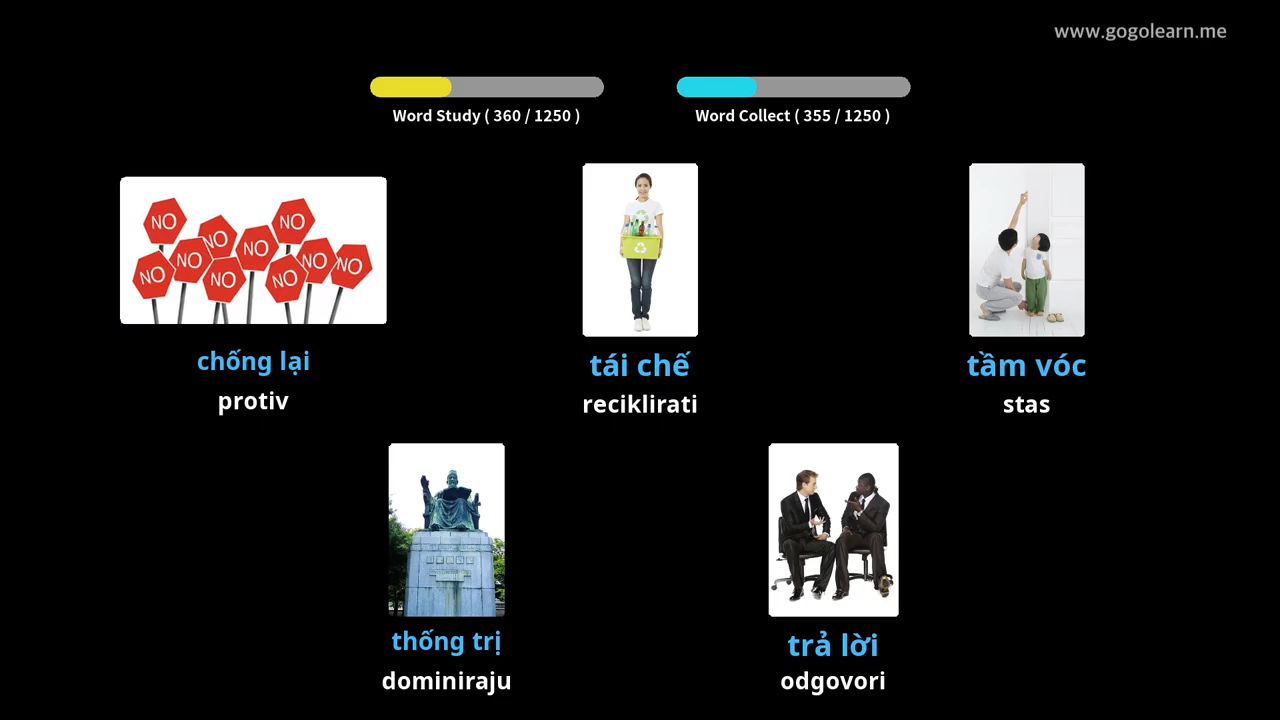 www.gogolearn.me
Word Study ( 360 / 1250 )
Word Collect ( 355 / 1250 )
NO
NO
NO
NO
NO
NO
NO
NO
NO
NO
chống lại
protiv
tái chế
reciklirati
tầm vóc
stas
thống trị
dominiraju
trả lời
odgovori